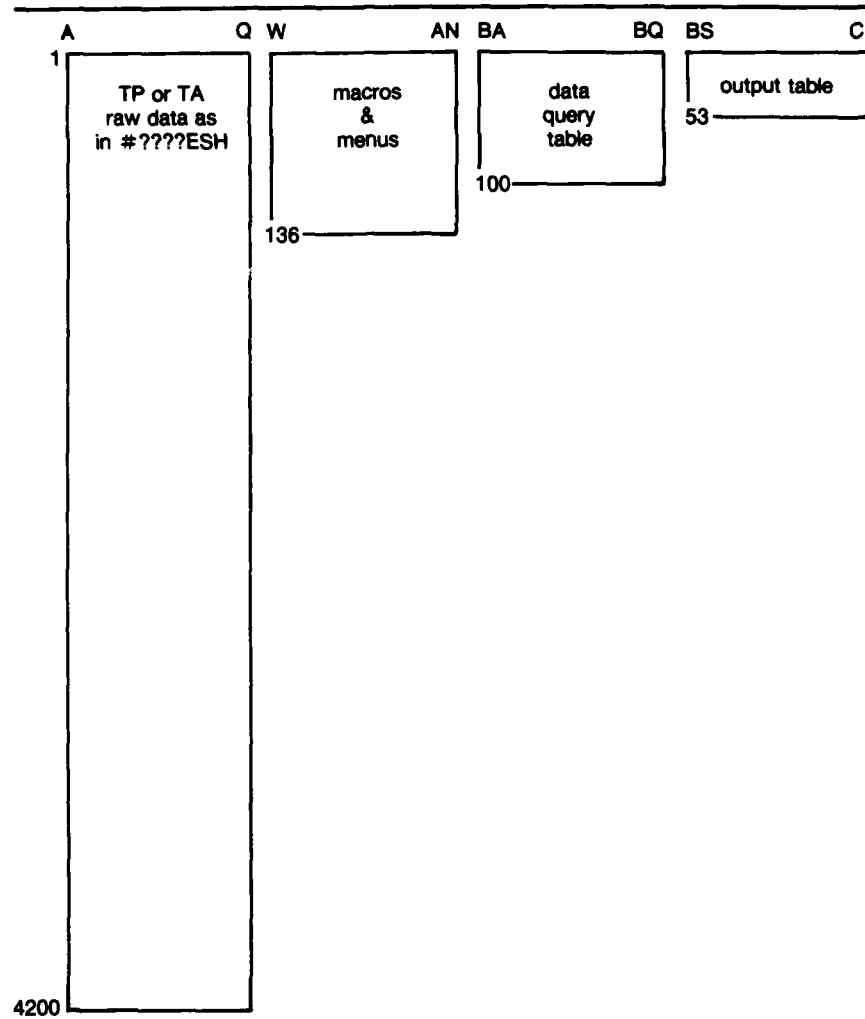 A Q W AN BA BQ BS C
1
TP or TA
raw data as
in #????ESH
macros
&
menus
data
query
table
output table
53
100
136
4200